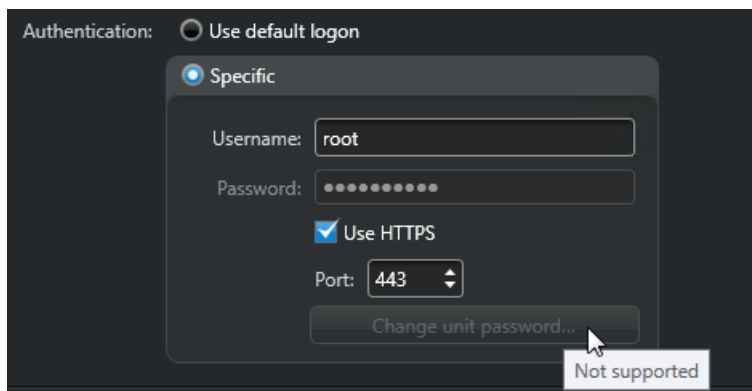 Authentication: Use default logon
Specific
Username: root
Password: ●●●●●●●●●●
Use HTTPS
Port: 443
Change unit password...
Not supported